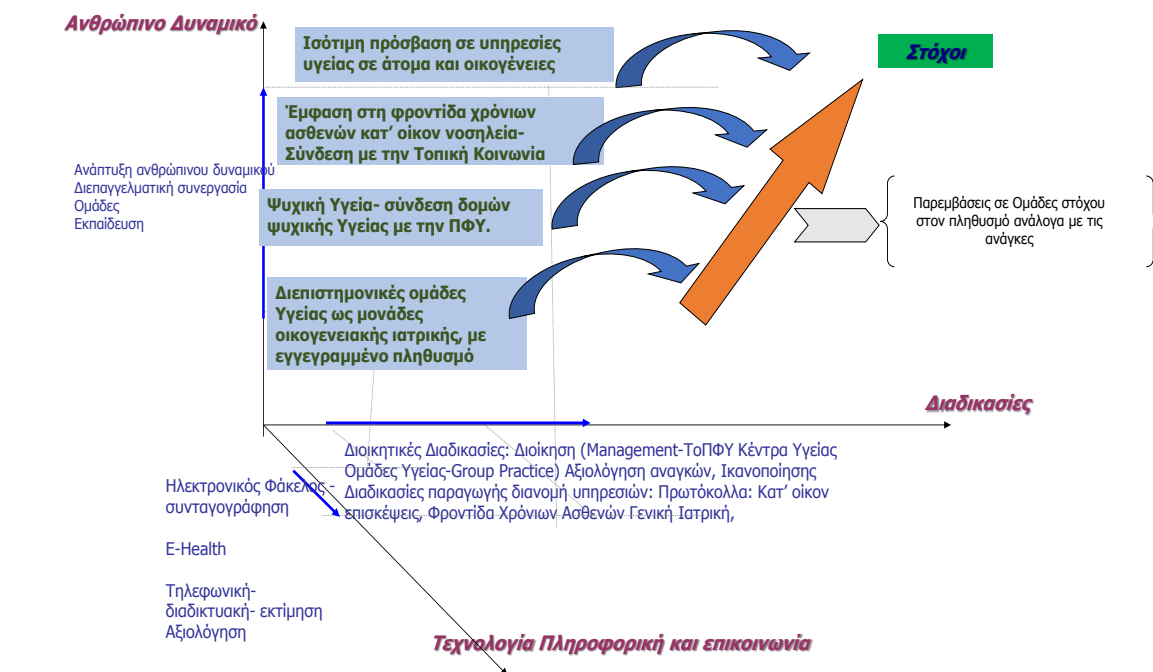 Ανθρώπινο Δυναμικό
Ισότιμη πρόσβαση σε υπηρεσίες
υγείας σε άτομα και οικογένειες
Στόχοι
Έμφαση στη φροντίδα χρόνιων
ασθενών κατ’ οίκον νοσηλεία-
Σύνδεση με την Τοπική Κοινωνία
Ανάπτυξη ανθρώπινου δυναμικού
Διεπαγγελματική συνεργασία
Ομάδες
Εκπαίδευση
Ψυχική Υγεία- σύνδεση δομών
ψυχικής Υγείας με την ΠΦΥ.
Παρεμβάσεις σε Ομάδες στόχου
στον πληθυσμό ανάλογα με τις
ανάγκες
Διεπιστημονικές ομάδες
Υγείας ως μονάδες
οικογενειακής ιατρικής, με
εγγεγραμμένο πληθυσμό
Διαδικασίες
Διοικητικές Διαδικασίες: Διοίκηση (Management-ΤοΠΦΥ Κέντρα Υγείας
Ομάδες Υγείας-Group Practice) Αξιολόγηση αναγκών, Ικανοποίησης
Διαδικασίες παραγωγής διανομή υπηρεσιών: Πρωτόκολλα: Κατ’ οίκον
επισκέψεις, Φροντίδα Χρόνιων Ασθενών Γενική Ιατρική,
Ηλεκτρονικός Φάκελος -
συνταγογράφηση
E-Health
Τηλεφωνική-
διαδικτυακή- εκτίμηση
Αξιολόγηση
Τεχνολογία Πληροφορική και επικοινωνία